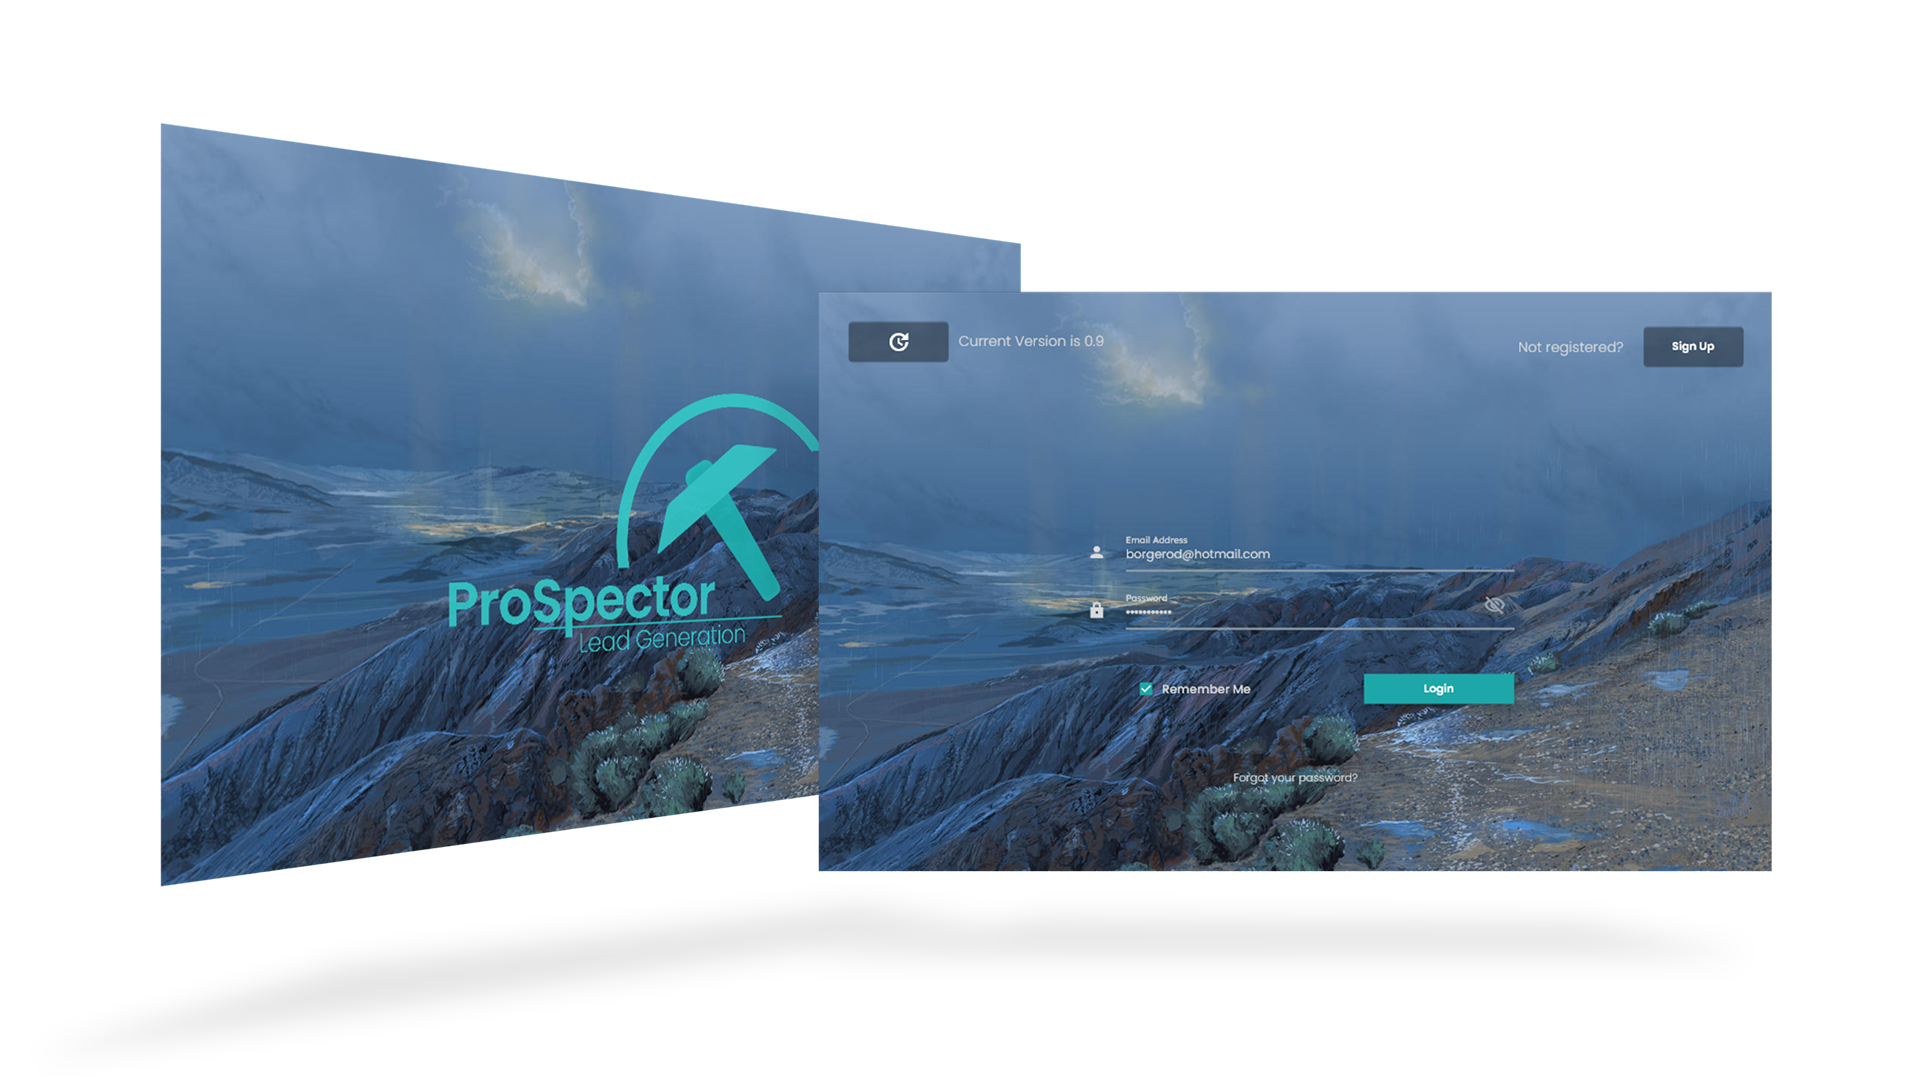 ProSpector
Lead Generation
Current Version is 0.9
Not registered?
Sign Up
Email Address
borgerod@hotmail.com
Password
•••••••••••
Remember Me
Login
Forgot your password?